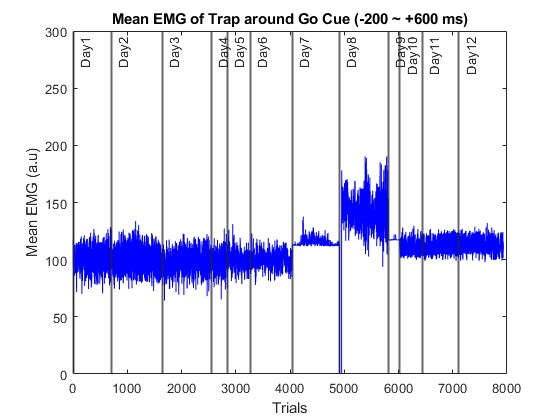 Mean EMG of Trap around Go Cue (-200 ~ +600 ms)
300
250
200
150
100
50
0
Mean EMG (a.u)
Day1
Day2
Day3
Day4
Day5
Day6
Day7
Day8
Day9
Day10
Day11
Day12
0 1000 2000 3000 4000 5000 6000 7000 8000
Trials